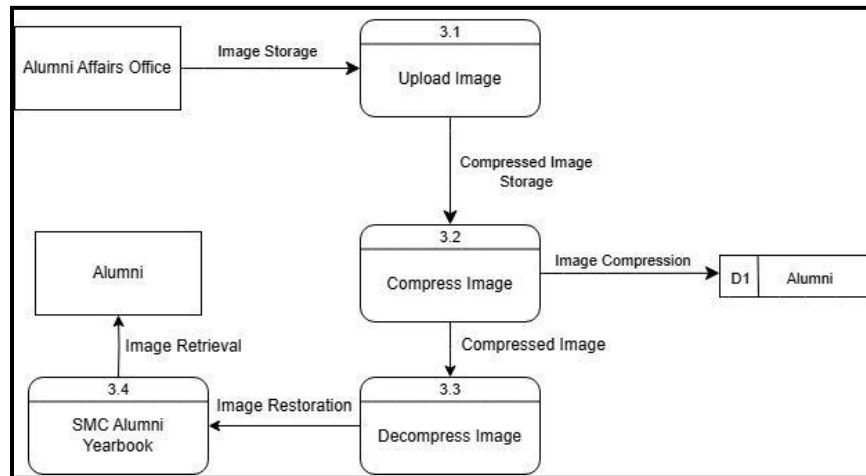 3.1
Alumni Affairs Office
Image Storage
Upload Image
Compressed Image
Storage
3.2
Compress Image
Image Compression
D1
Alumni
Alumni
Image Retrieval
Compressed Image
3.3
Decompress Image
Image Restoration
3.4
SMC Alumni
Yearbook